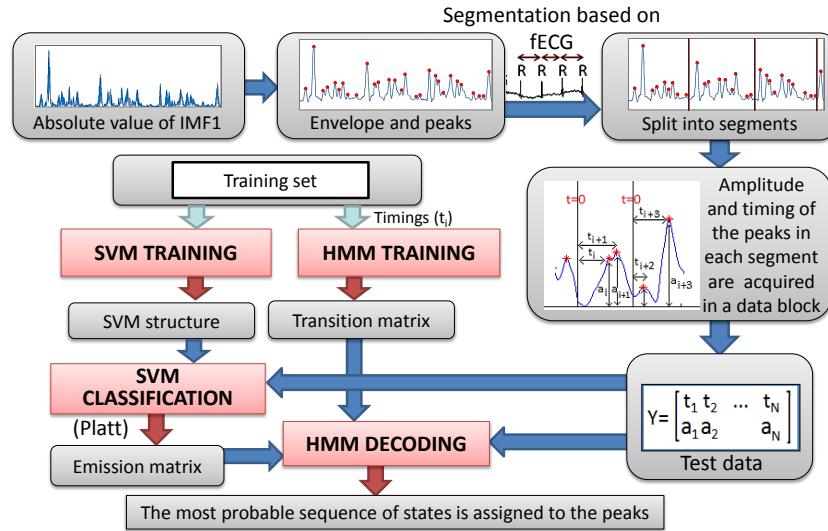 Segmentation based on
fECG
R R R R
Absolute value of IMF1
Envelope and peaks
Split into segments
Training set
Timings (ti)
SVM TRAINING
HMM TRAINING
SVM structure
Transition matrix
t=0 t=0
ti+3
ti+1
ti
ti+2
ai
ai+1
ai+3
Amplitude
and timing of
the peaks in
each segment
are acquired
in a data block
SVM
CLASSIFICATION
(Platt)
HMM DECODING
Y= [ t1 t2 ... tN
a1 a2 aN ]
Test data
Emission matrix
The most probable sequence of states is assigned to the peaks